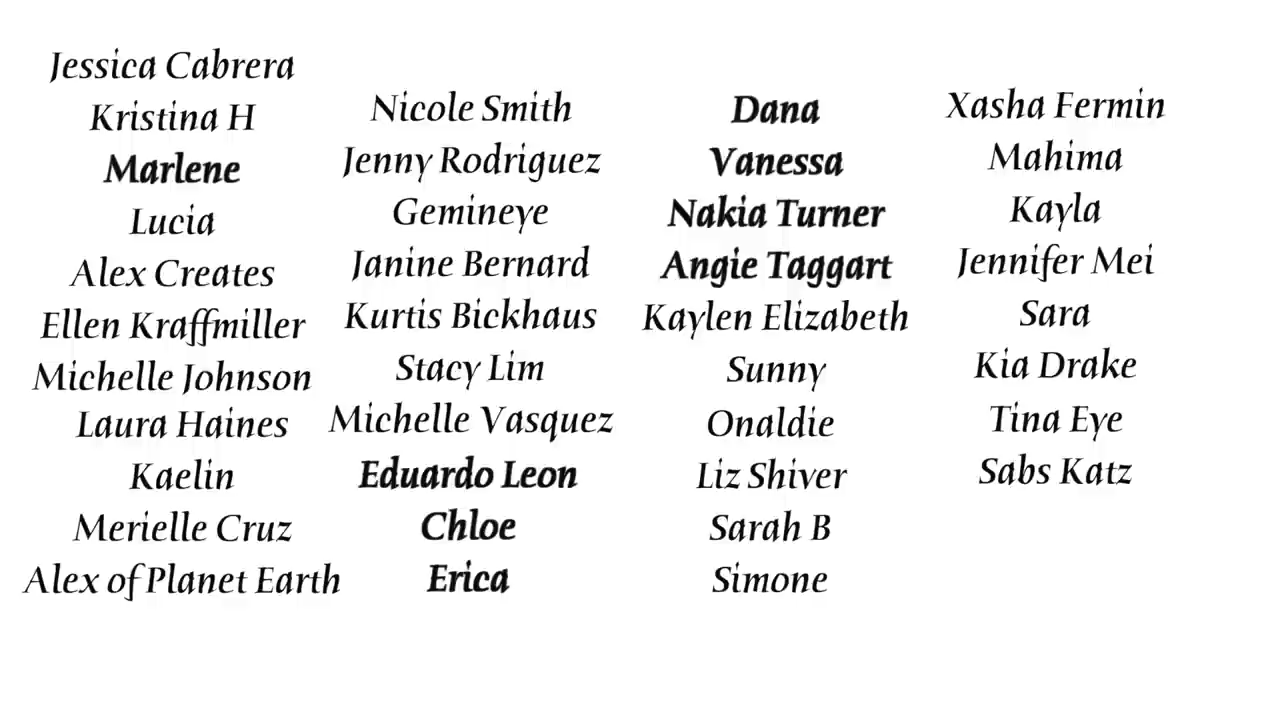 Jessica Cabrera
Kristina H
Marlene
Lucia
Alex Creates
Ellen Kraffmiller
Michelle Johnson
Laura Haines
Kaelin
Merielle Cruz
Alex of Planet Earth
Nicole Smith
Jenny Rodriguez
Gemineye
Janine Bernard
Kurtis Bickhaus
Stacy Lim
Michelle Vasquez
Eduardo Leon
Chloe
Erica
Dana
Vanessa
Nakia Turner
Angie Taggart
Kaylen Elizabeth
Sunny
Onaldie
Liz Shiver
Sarah B
Simone
Xasha Fermin
Mahima
Kayla
Jennifer Mei
Sara
Kia Drake
Tina Eye
Sabs Katz